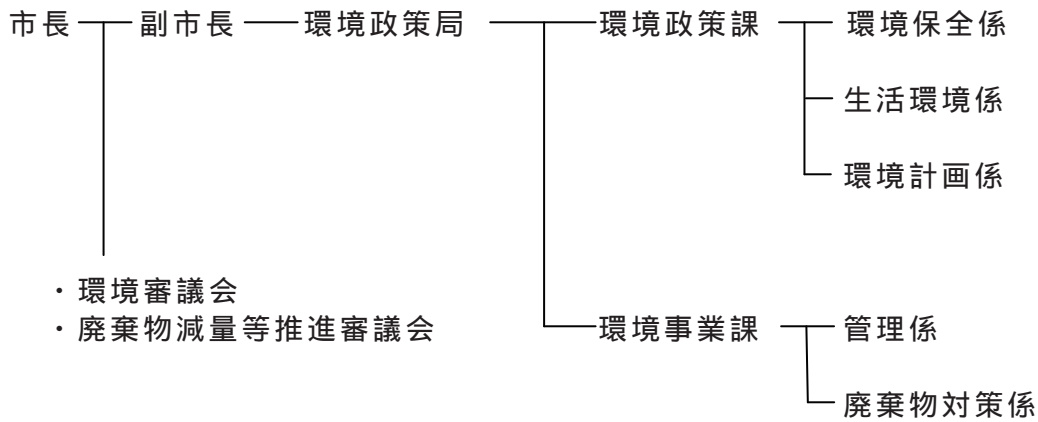 市長 副市長 環境政策局 環境政策課 環境保全係
生活環境係
環境計画係
・環境審議会
・廃棄物減量等推進審議会
環境事業課 管理係
廃棄物対策係